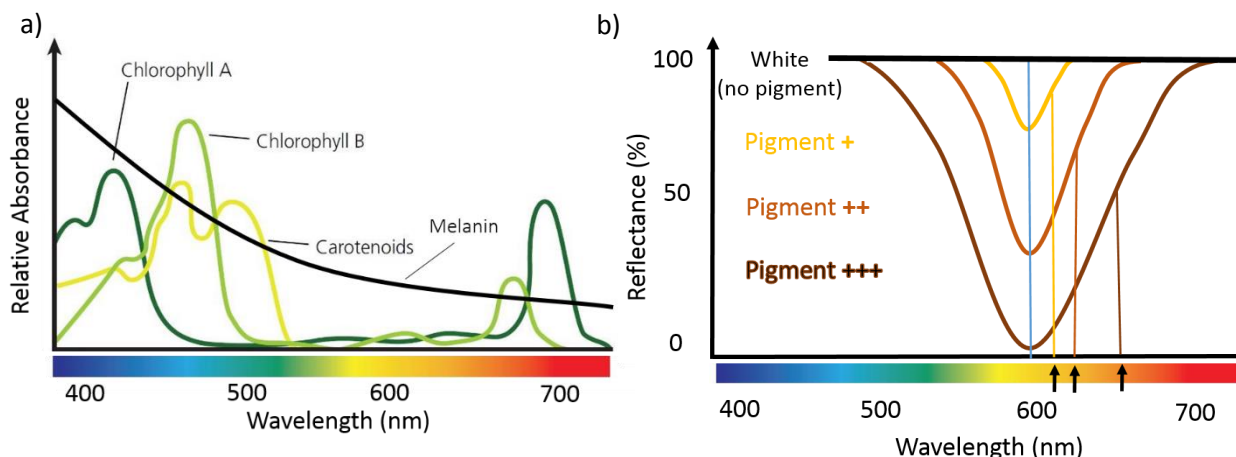 a)
Chlorophyll A
Chlorophyll B
Carotenoids
Melanin
Relative Absorbance
400 500 600 700
Wavelength (nm)
b)
100
White
(no pigment)
Pigment +
50
Pigment ++
Pigment +++
0
Reflectance (%)
400 500 600 700
Wavelength (nm)